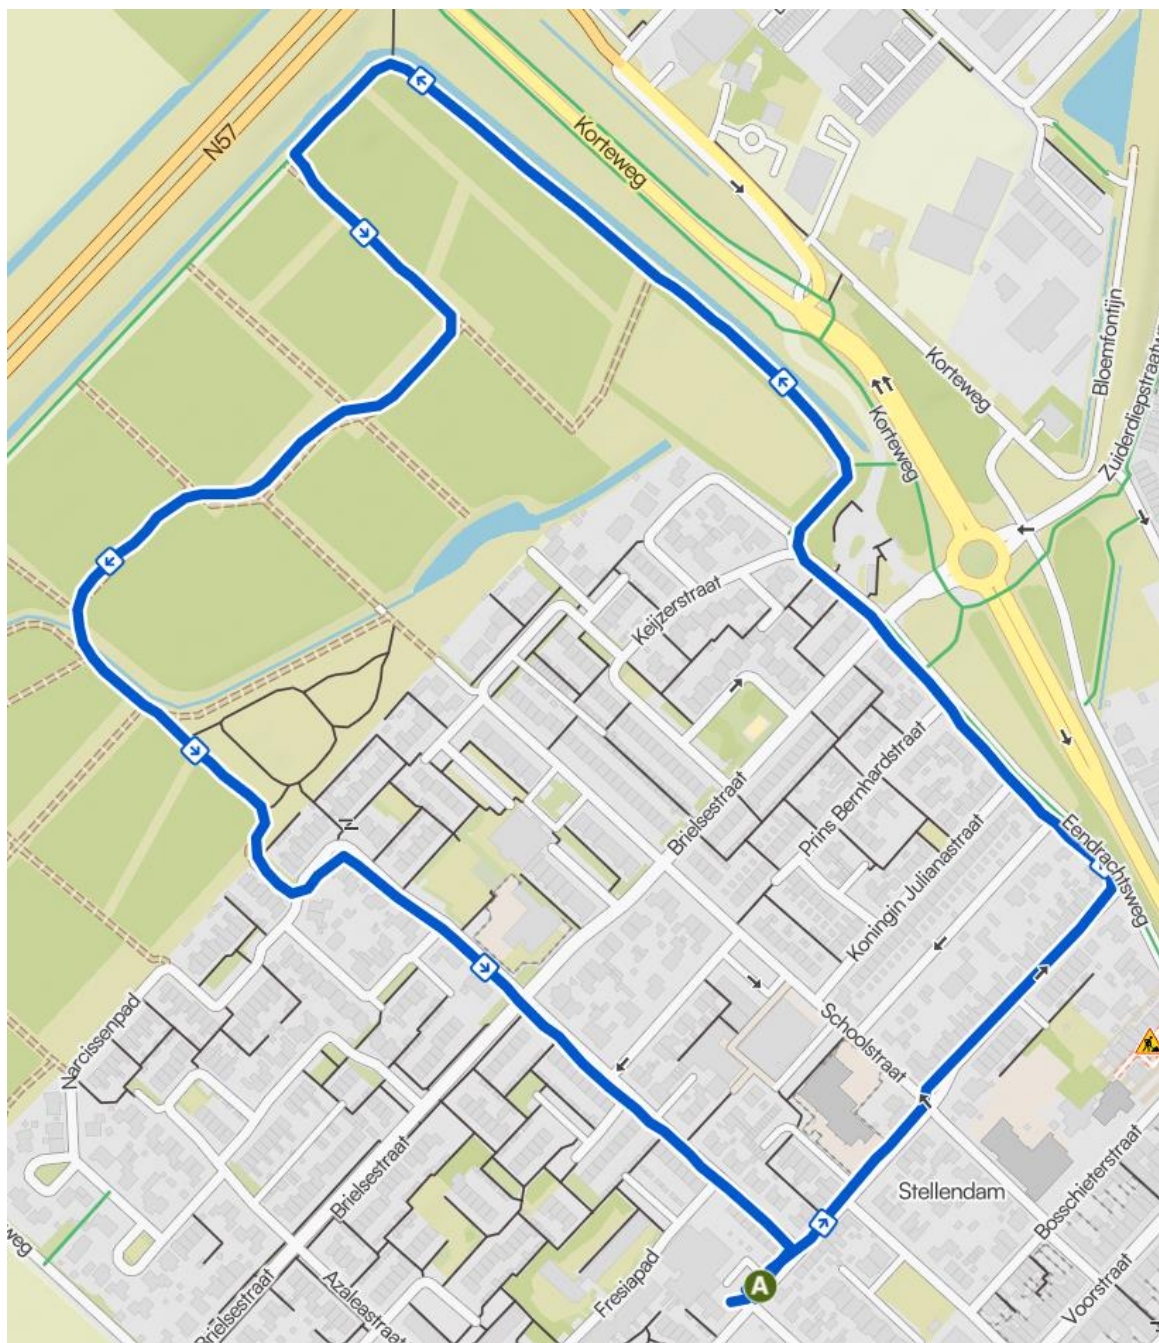 N57
Korteweg
Korteweg
Bloemfontijn
Korteweg
Keijzerstraat
Prins Bernhardstraat
Brielsestraat
Koningin Julianastraat
Eendrachtsweg
Schoolstraat
Narcissenpad
Brielsestraat
Stellendam
Bosschieterstraat
Fresiapad
A
Voorstraat
Azaleastraat
Brielsestraat